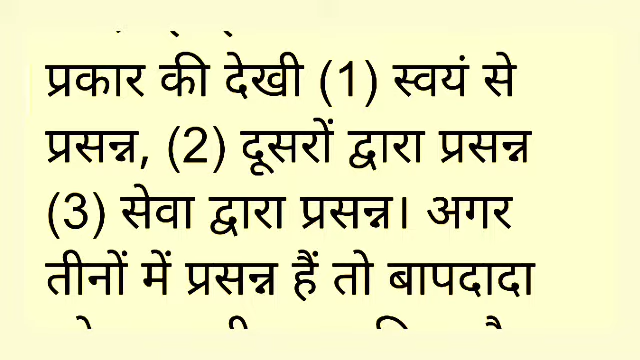 प्रकार की देखी (1) स्वयं से
प्रसन्न, (2) दूसरों द्वारा प्रसन्न
(3) सेवा द्वारा प्रसन्न। अगर
तीनों में प्रसन्न हैं तो बापदादा